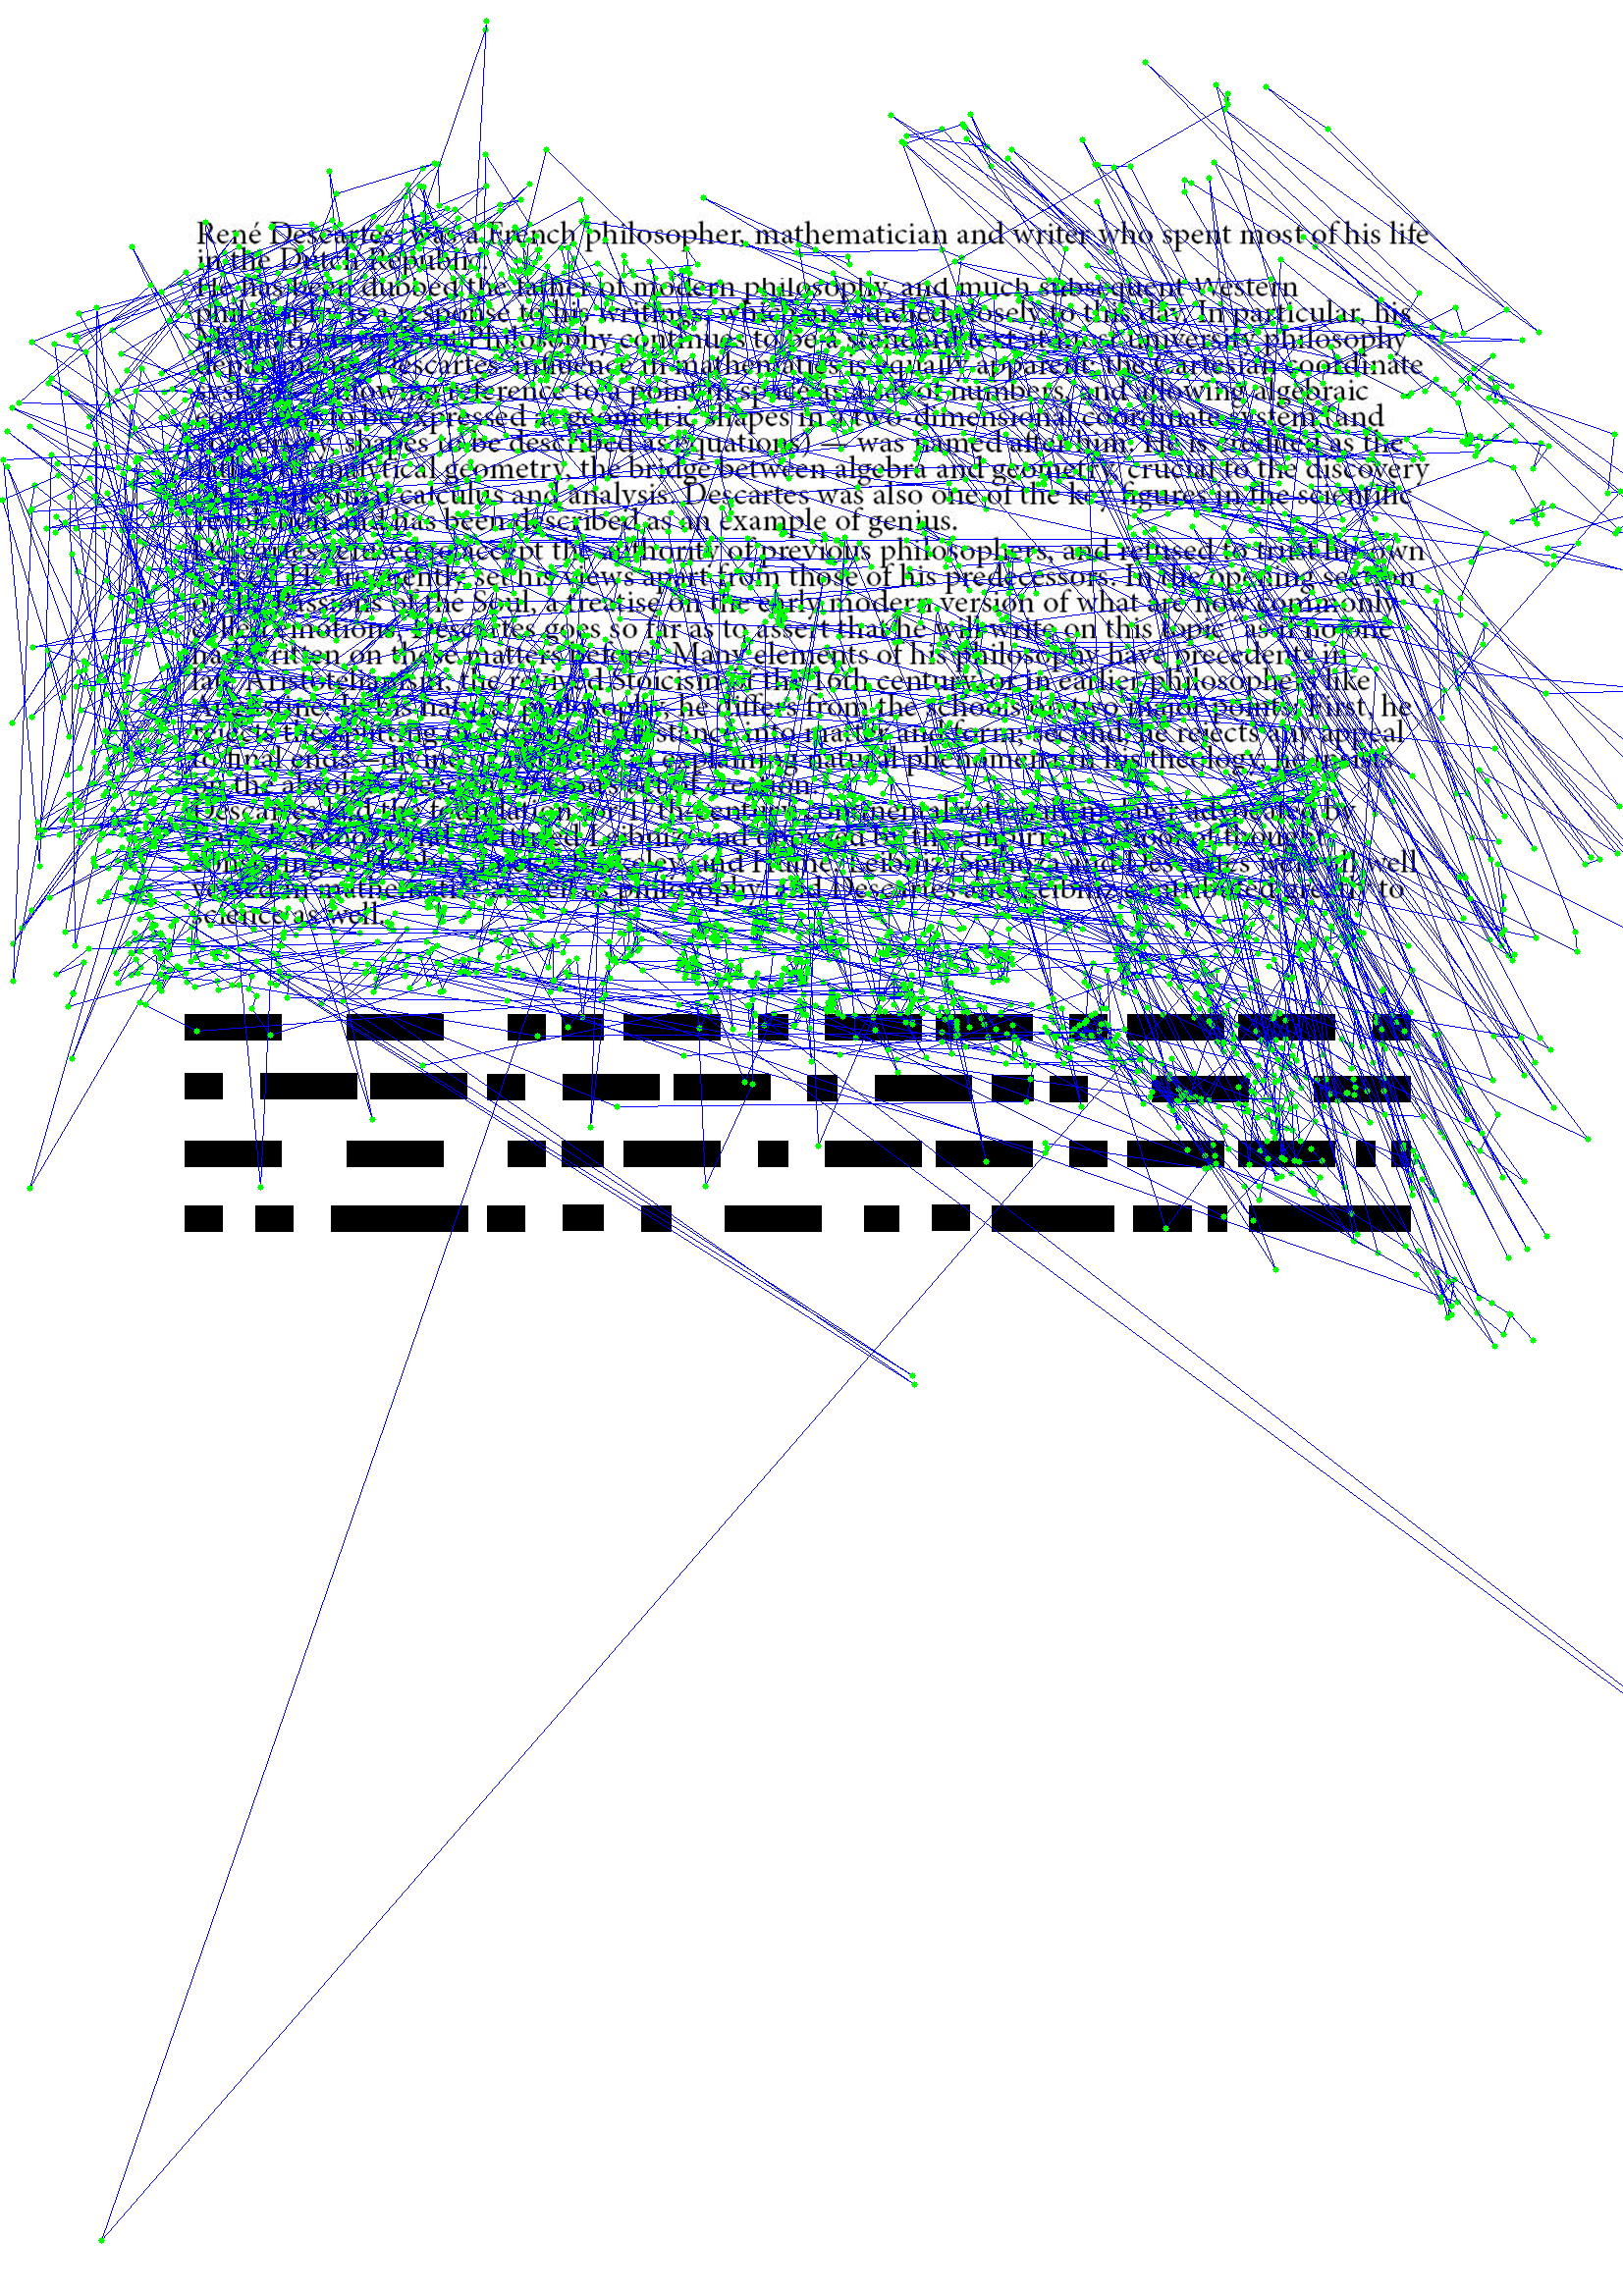 René Descartes was a French philosopher, mathematician and writer who spent most of his life
in the Dutch Republic.
He has been dubbed the father of modern philosophy, and much subsequent Western
philosophy is a response to his writings, which are studied closely to this day. In particular, his
Philosophy continues to be a standard text at most university philosophy
departments. Descartes' influence in mathematics is equally apparent; the Cartesian coordinate
system allowing reference to a point in space as a set of numbers, and allowing algebraic
equations to be expressed as geometric shapes in a two-dimensional coordinate system (and
conversely, shapes to be described as equations) — was named after him. He is credited as the
father of analytical geometry, the bridge between algebra and geometry, crucial to the discovery
of infinitesimal calculus and analysis. Descartes was also one of the key figures in the scientific
revolution and has been described as an example of genius.
Descartes refused to accept the authority of previous philosophers, and refused to trust his own
senses. He frequently set his views apart from those of his predecessors. In the opening section
of the Passions of the Soul, a treatise on the early modern version of what are now commonly
called emotions, Descartes goes so far as to assert that he will write on this topic "as if no one
had written on these matters before". Many elements of his philosophy have precedents in
late Aristotelianism, the revived Stoicism of the 16th century, or in earlier philosophers like
Augustine. In his natural philosophy, he differs from the schools on two major points: First, he
rejects the splitting of corporeal substance into matter and form; second, he rejects any appeal
to final ends—divine or natural—in explaining natural phenomena. In his theology, he insists
on the absolute freedom of God's act of creation.
Descartes laid the foundation for 17th-century continental rationalism, later advocated by
Baruch Spinoza and Gottfried Leibniz, and opposed by the empiricist school of thought
consisting of Hobbes, Locke, Berkeley, and Hume. Leibniz, Spinoza and Descartes were all well
versed in mathematics as well as philosophy, and Descartes and Leibniz contributed greatly to
science as well.